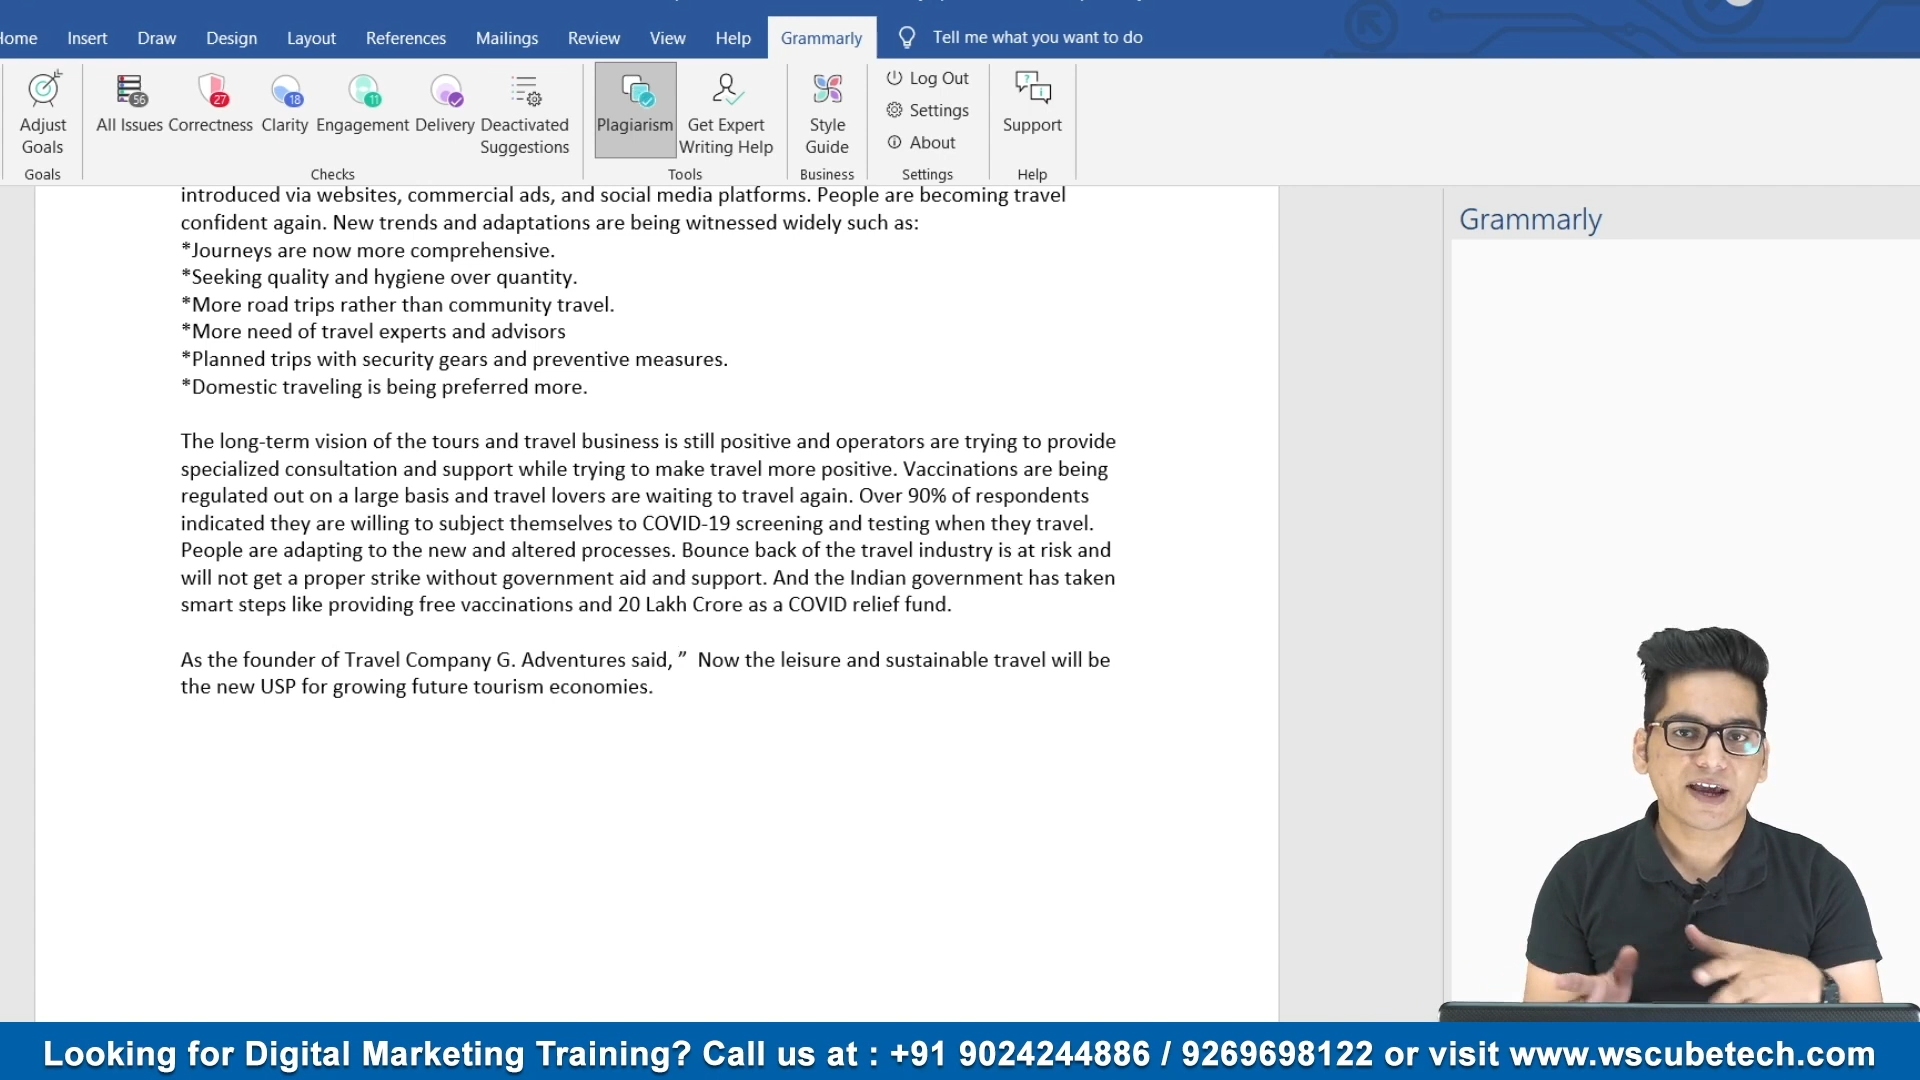 Home Insert Draw Design Layout References Mailings Review View Help Grammarly Tell me what you want to do
Adjust Goals
Goals
56
All Issues
27
Correctness
18
Clarity
11
Engagement
Delivery
Deactivated Suggestions
Checks
Plagiarism
Get Expert Writing Help
Tools
Style Guide
Business
Log Out
Settings
About
Settings
Support
Help
introduced via websites, commercial ads, and social media platforms. People are becoming travel
confident again. New trends and adaptations are being witnessed widely such as:
*Journeys are now more comprehensive.
*Seeking quality and hygiene over quantity.
*More road trips rather than community travel.
*More need of travel experts and advisors
*Planned trips with security gears and preventive measures.
*Domestic traveling is being preferred more.
The long-term vision of the tours and travel business is still positive and operators are trying to provide
specialized consultation and support while trying to make travel more positive. Vaccinations are being
regulated out on a large basis and travel lovers are waiting to travel again. Over 90% of respondents
indicated they are willing to subject themselves to COVID-19 screening and testing when they travel.
People are adapting to the new and altered processes. Bounce back of the travel industry is at risk and
will not get a proper strike without government aid and support. And the Indian government has taken
smart steps like providing free vaccinations and 20 Lakh Crore as a COVID relief fund.
As the founder of Travel Company G. Adventures said, ” Now the leisure and sustainable travel will be
the new USP for growing future tourism economies.
Grammarly
Looking for Digital Marketing Training? Call us at : +91 9024244886 / 9269698122 or visit www.wscubetech.com